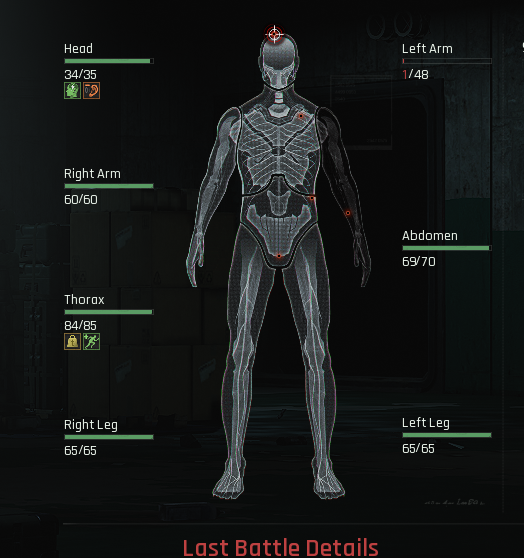 Head
34/35
Right Arm
60/60
Thorax
84/85
Right Leg
65/65
Left Arm
1/48
Abdomen
69/70
Left Leg
65/65
Last Battle Details